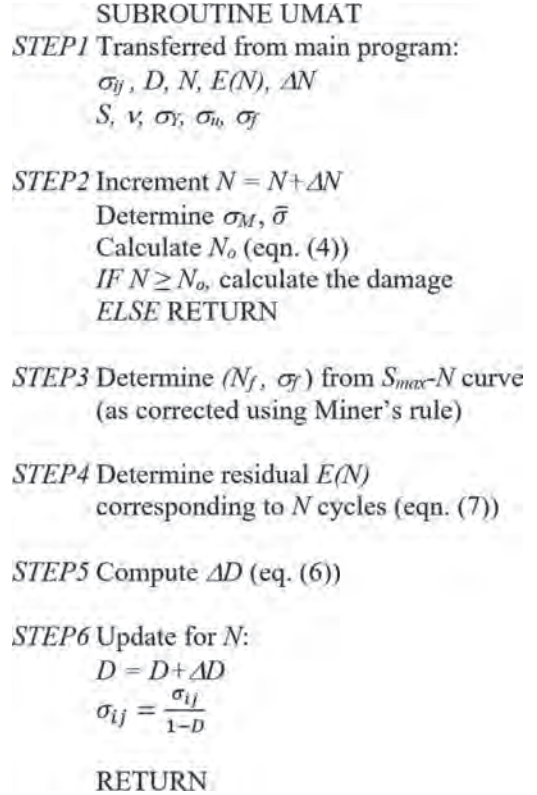 SUBROUTINE UMAT
STEP1 Transferred from main program:
σij , D, N, E(N), ΔN
S, ν, σY, σu, σf
STEP2 Increment N = N+ΔN
Determine σM, σ̄
Calculate No (eqn. (4))
IF N ≥ No, calculate the damage
ELSE RETURN
STEP3 Determine (Nf , σf ) from Smax-N curve
(as corrected using Miner's rule)
STEP4 Determine residual E(N)
corresponding to N cycles (eqn. (7))
STEP5 Compute ΔD (eq. (6))
STEP6 Update for N:
D = D+ΔD
σij = σij / 1−D
RETURN